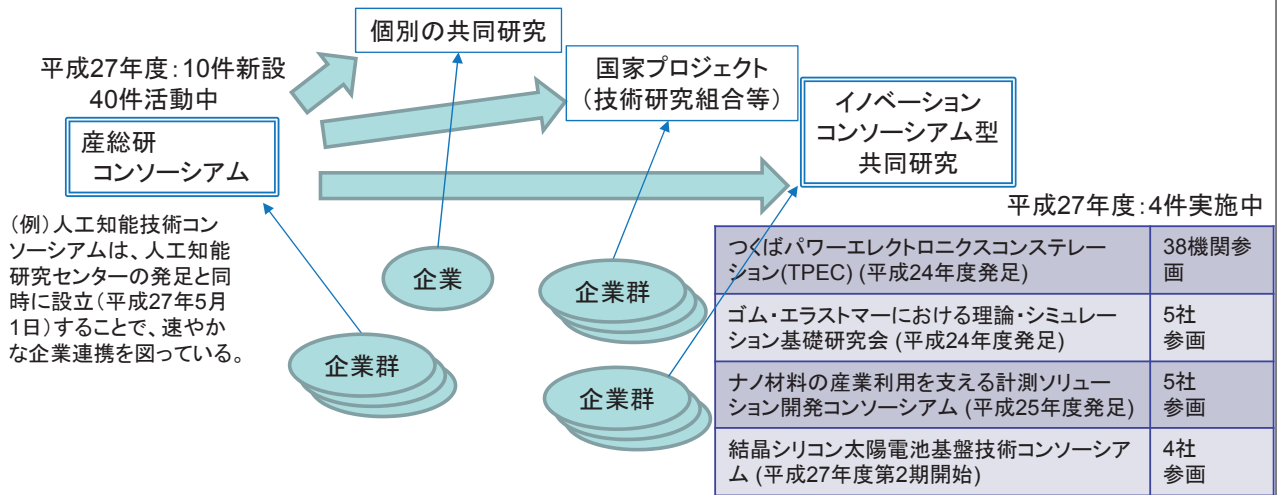 個別の共同研究
平成27年度：10件新設
40件活動中
国家プロジェクト
（技術研究組合等）
イノベーション
コンソーシアム型
共同研究
産総研
コンソーシアム
平成27年度：4件実施中
（例）人工知能技術コン
ソーシアムは、人工知能
研究センターの発足と同
時に設立（平成27年5月
1日）することで、速やか
な企業連携を図っている。
企業
企業群
企業群
企業群
つくばパワーエレクトロニクスコンステレー
ション(TPEC) (平成24年度発足)
38機関参
画
ゴム・エラストマーにおける理論・シミュレー
ション基礎研究会 (平成24年度発足)
5社
参画
ナノ材料の産業利用を支える計測ソリュー
ション開発コンソーシアム (平成25年度発足)
5社
参画
結晶シリコン太陽電池基盤技術コンソーシア
ム (平成27年度第2期開始)
4社
参画